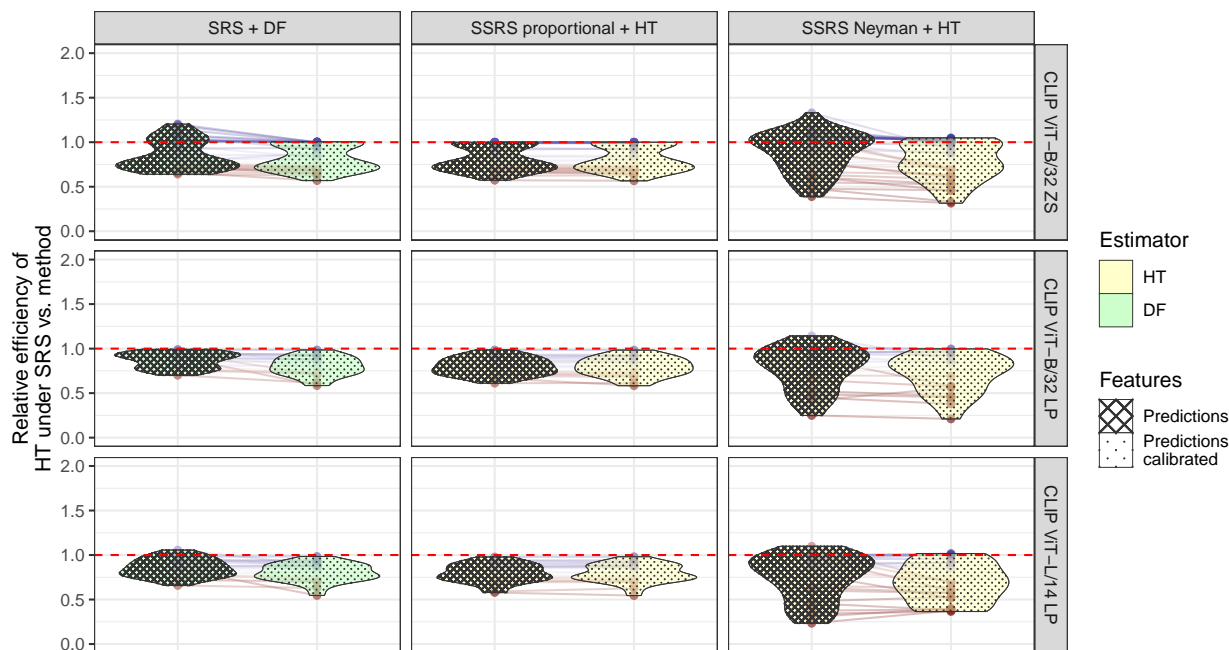 SRS + DF
SSRS proportional + HT
SSRS Neyman + HT
Relative efficiency of
HT under SRS vs. method
2.0
1.5
1.0
0.5
0.0
CLIP ViT−B/32 ZS
2.0
1.5
1.0
0.5
0.0
CLIP ViT−B/32 LP
2.0
1.5
1.0
0.5
0.0
CLIP ViT−L/14 LP
Estimator
HT
DF
Features
Predictions
Predictions
calibrated